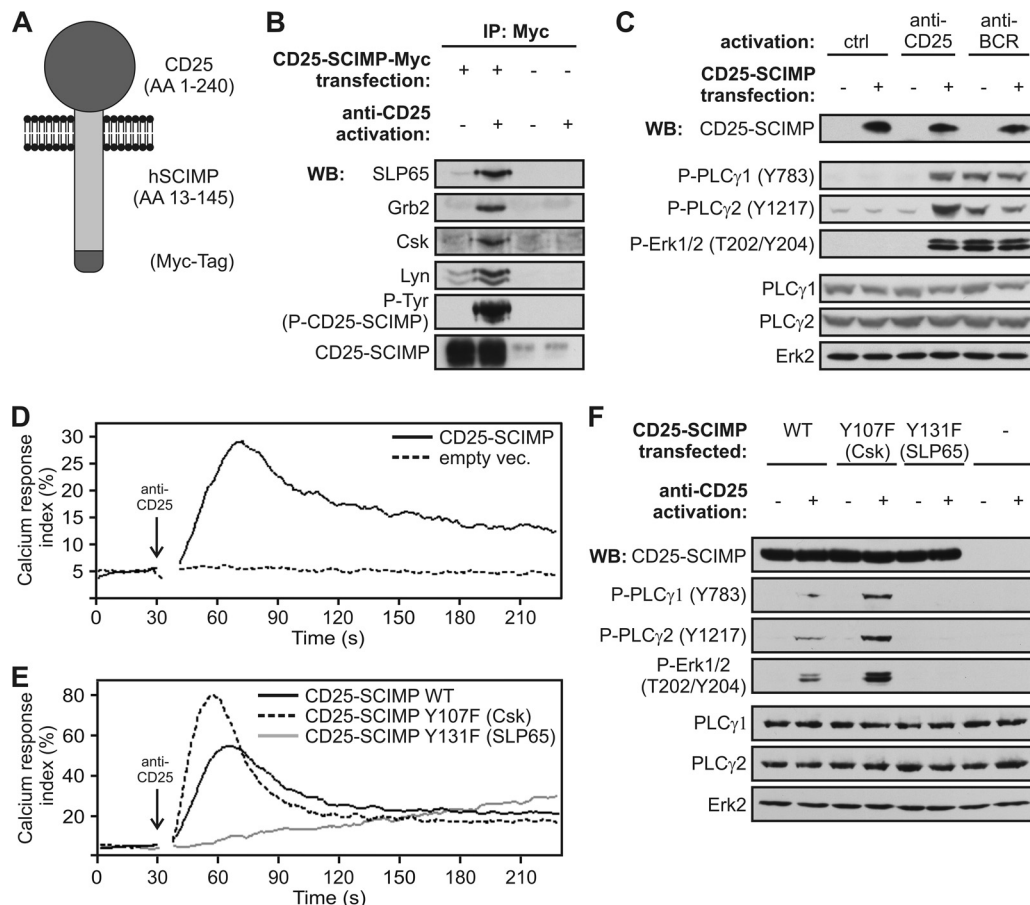 A
CD25
(AA 1-240)
hSCIMP
(AA 13-145)
(Myc-Tag)
B
IP: Myc
CD25-SCIMP-Myc
transfection:
+ + - -
anti-CD25
activation:
- + - +
WB: SLP65
Grb2
Csk
Lyn
P-Tyr
(P-CD25-SCIMP)
CD25-SCIMP
C
activation:
ctrl
anti-
CD25
anti-
BCR
CD25-SCIMP
transfection:
- + - + - +
WB: CD25-SCIMP
P-PLCγ1 (Y783)
P-PLCγ2 (Y1217)
P-Erk1/2 (T202/Y204)
PLCγ1
PLCγ2
Erk2
D
Calcium response
index (%)
30
25
20
15
10
5
anti-
CD25
CD25-SCIMP
empty vec.
0 30 60 90 120 150 180 210
Time (s)
E
Calcium response
index (%)
80
60
40
20
anti-
CD25
CD25-SCIMP WT
CD25-SCIMP Y107F (Csk)
CD25-SCIMP Y131F (SLP65)
0 30 60 90 120 150 180 210
Time (s)
F
CD25-SCIMP
transfected:
WT
Y107F
(Csk)
Y131F
(SLP65)
-
anti-CD25
activation:
- + - + - + - +
WB: CD25-SCIMP
P-PLCγ1 (Y783)
P-PLCγ2 (Y1217)
P-Erk1/2
(T202/Y204)
PLCγ1
PLCγ2
Erk2